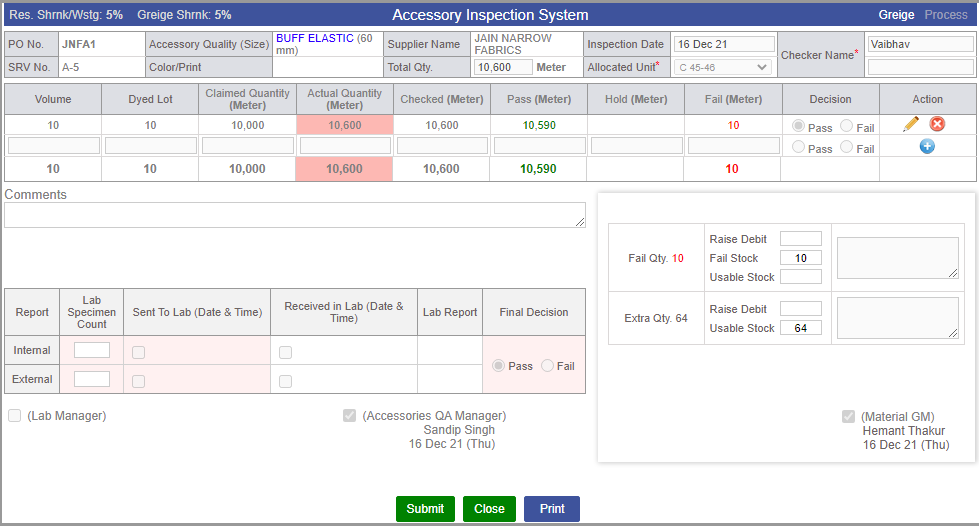 Res. Shrnk/Wstg: 5% Greige Shrnk: 5% Accessory Inspection System Greige Process
PO No. JNFA1 Accessory Quality (Size) BUFF ELASTIC (60 mm) Supplier Name JAIN NARROW FABRICS Inspection Date 16 Dec 21 Checker Name* Vaibhav
SRV No. A-5 Color/Print Total Qty. 10,600 Meter Allocated Unit* C 45-46
Volume Dyed Lot Claimed Quantity (Meter) Actual Quantity (Meter) Checked (Meter) Pass (Meter) Hold (Meter) Fail (Meter) Decision Action
10 10 10,000 10,600 10,600 10,590 10 Pass Fail
Pass Fail
10 10 10,000 10,600 10,600 10,590 10
Comments
Fail Qty. 10
Raise Debit
Fail Stock 10
Usable Stock
Extra Qty. 64
Raise Debit
Usable Stock 64
Report Lab Specimen Count Sent To Lab (Date & Time) Received in Lab (Date & Time) Lab Report Final Decision
Internal
External
Pass Fail
(Lab Manager) (Accessories QA Manager) (Material GM)
Sandip Singh Hemant Thakur
16 Dec 21 (Thu) 16 Dec 21 (Thu)
Submit Close Print